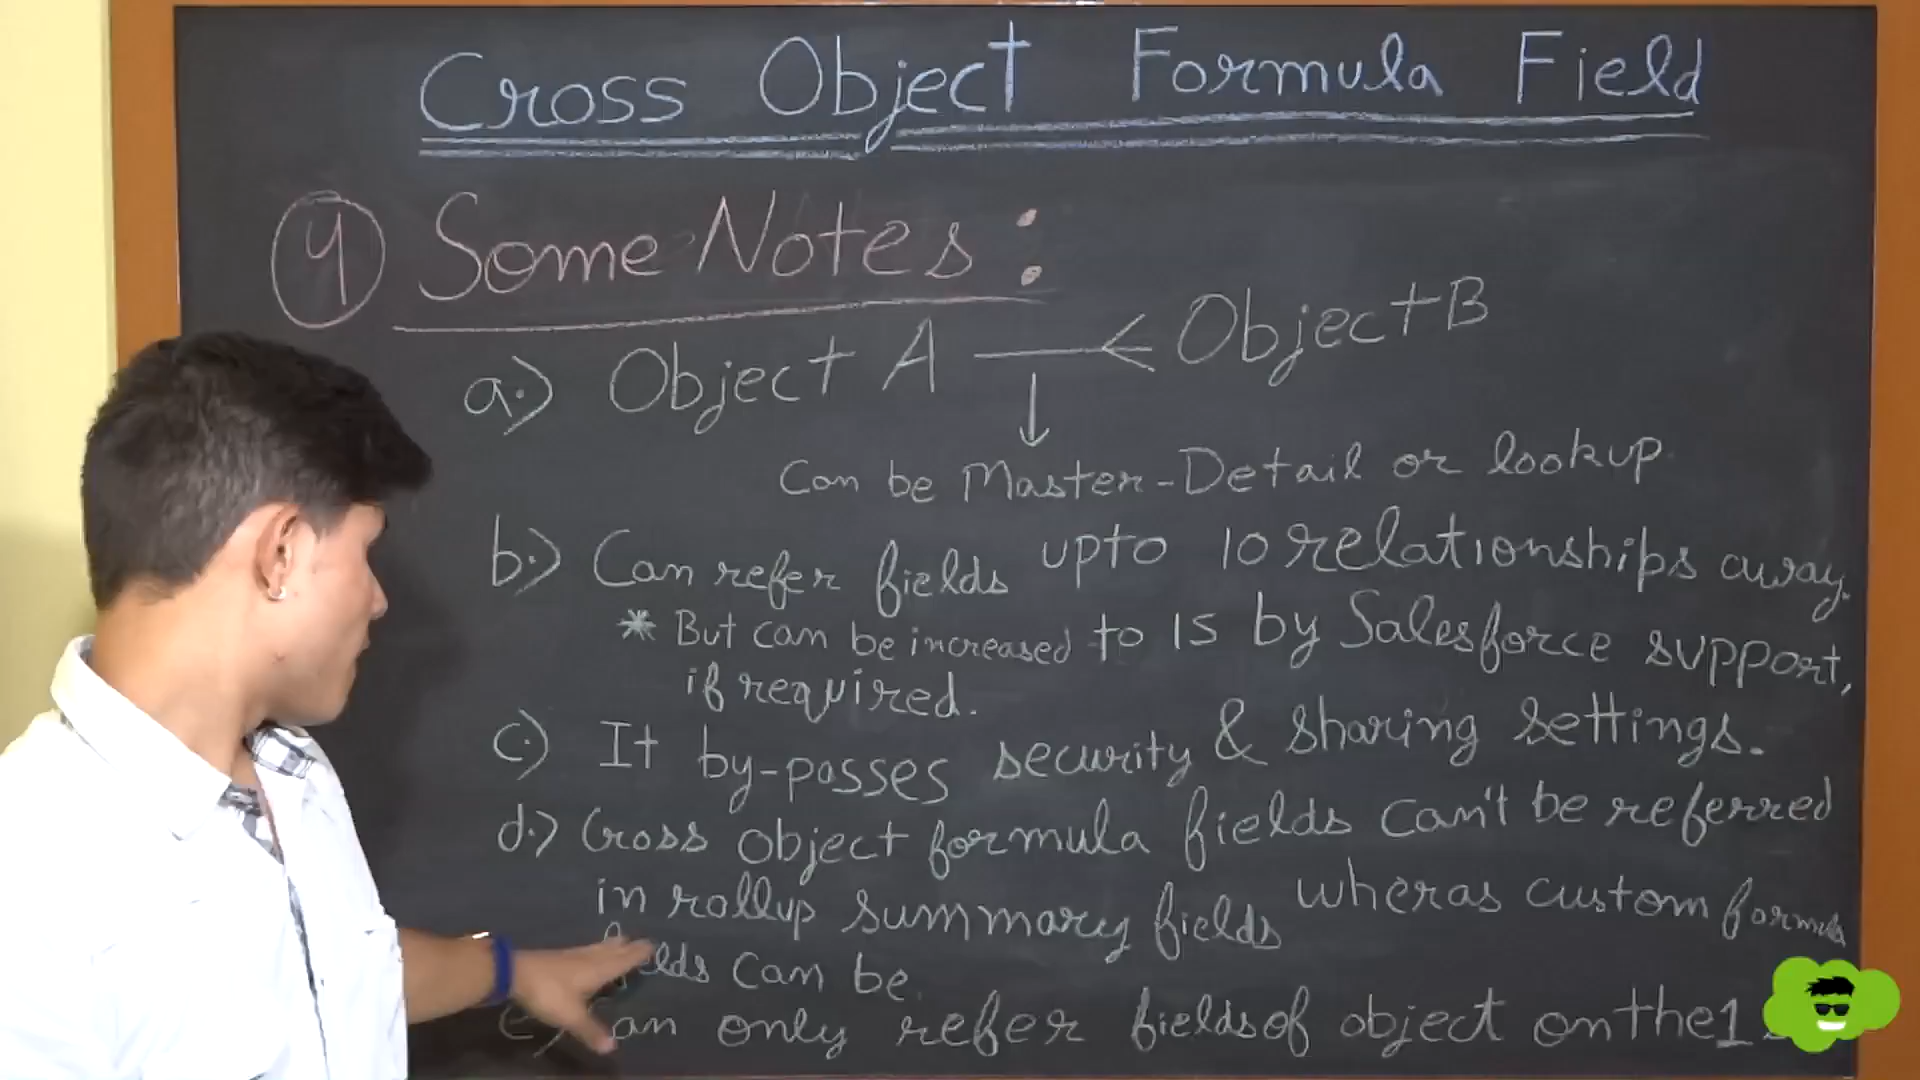 Cross Object Formula Field
4 Some Notes :
a.) Object A Object B
Can be Master-Detail or lookup.
b.) Can refer fields upto 10 relationships away.
* But can be increased to 15 by Salesforce support,
if required.
c.) It by-passes security & sharing settings.
d.) Cross object formula fields can't be referred
in rollup summary fields wheras custom formula
fields can be.
e.) Can only refer fields of object on the 1